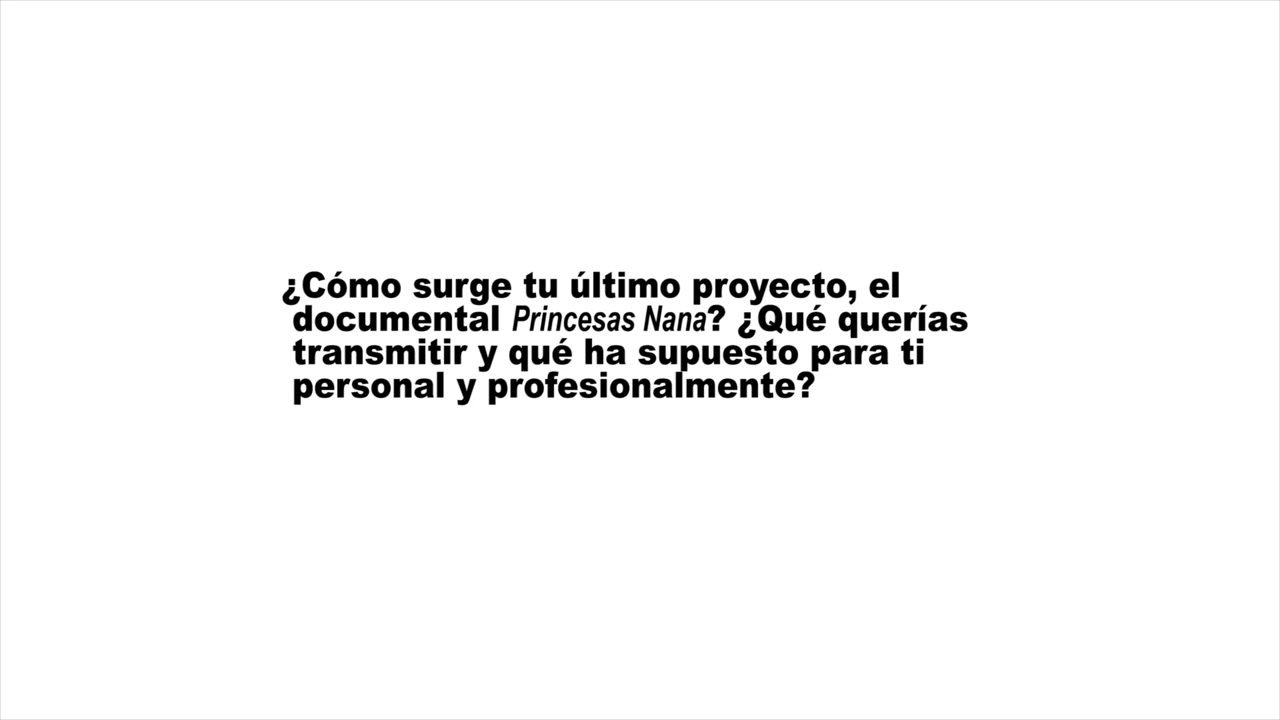 ¿Cómo surge tu último proyecto, el
documental Princesas Nana? ¿Qué querías
transmitir y qué ha supuesto para ti
personal y profesionalmente?